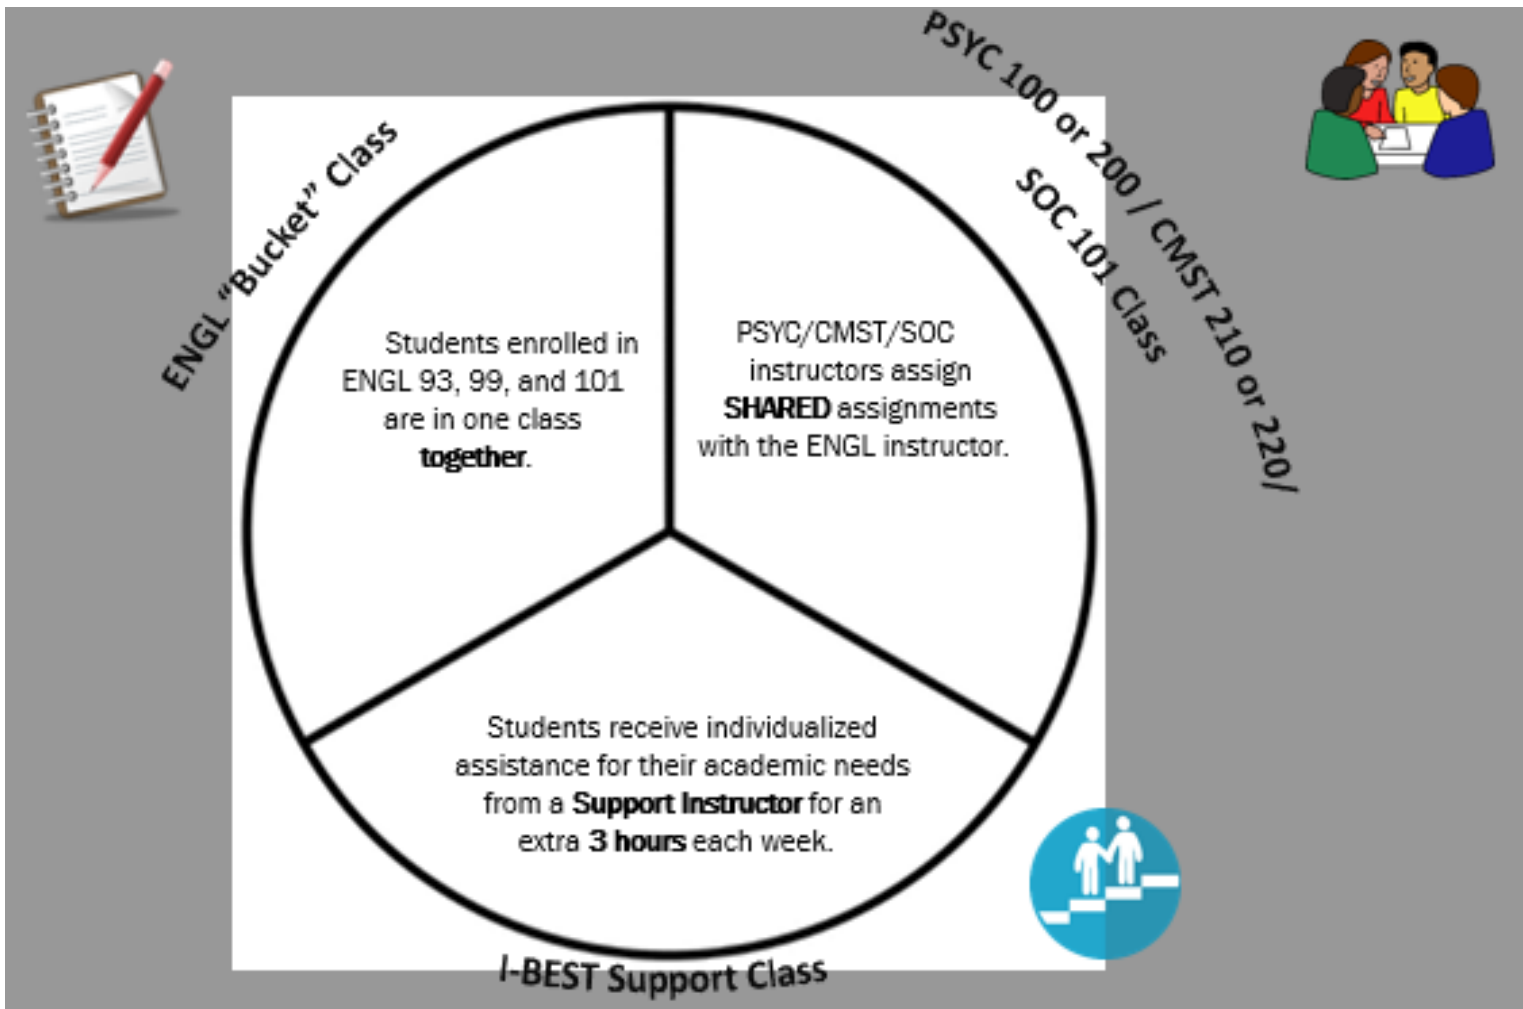 ENGL “Bucket” Class
PSYC 100 or 200 / CMST 210 or 220/
SOC 101 Class
Students enrolled in
ENGL 93, 99, and 101
are in one class
together.
PSYC/CMST/SOC
instructors assign
SHARED assignments
with the ENGL instructor.
Students receive individualized
assistance for their academic needs
from a Support Instructor for an
extra 3 hours each week.
I-BEST Support Class